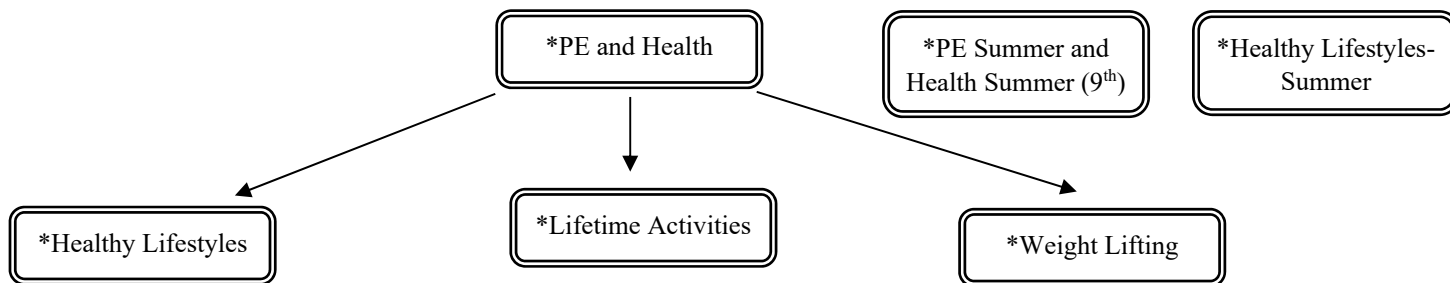 *PE and Health
*PE Summer and
Health Summer (9th)
*Healthy Lifestyles-
Summer
*Healthy Lifestyles
*Lifetime Activities
*Weight Lifting